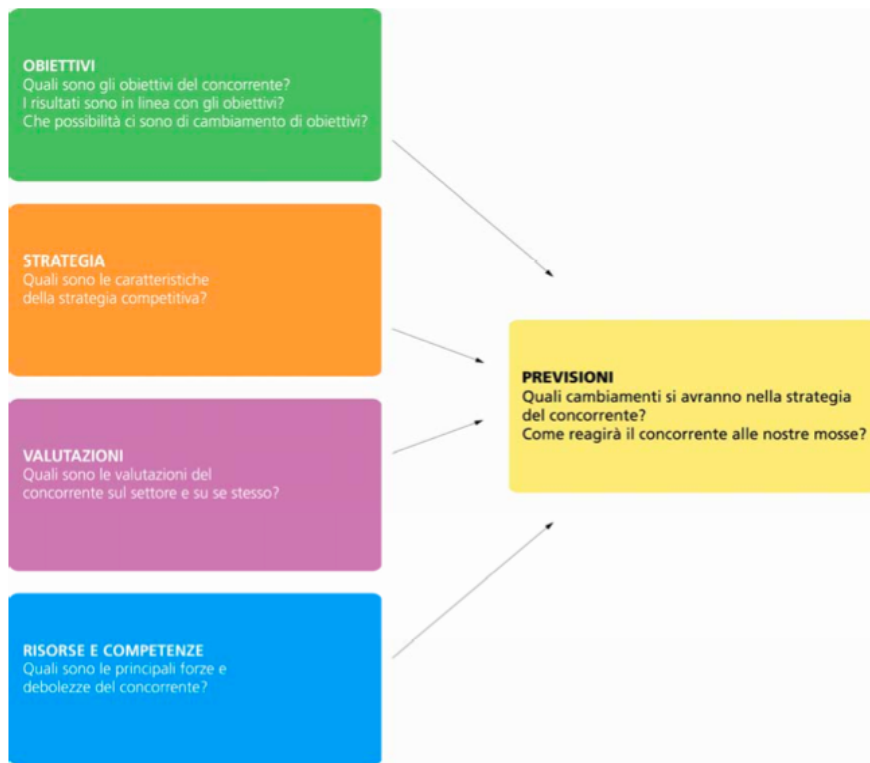 OBIETTIVI
Quali sono gli obiettivi del concorrente?
I risultati sono in linea con gli obiettivi?
Che possibilità ci sono di cambiamento di obiettivi?
STRATEGIA
Quali sono le caratteristiche
della strategia competitiva?
VALUTAZIONI
Quali sono le valutazioni del
concorrente sul settore e su se stesso?
RISORSE E COMPETENZE
Quali sono le principali forze e
debolezze del concorrente?
PREVISIONI
Quali cambiamenti si avranno nella strategia
del concorrente?
Come reagirà il concorrente alle nostre mosse?